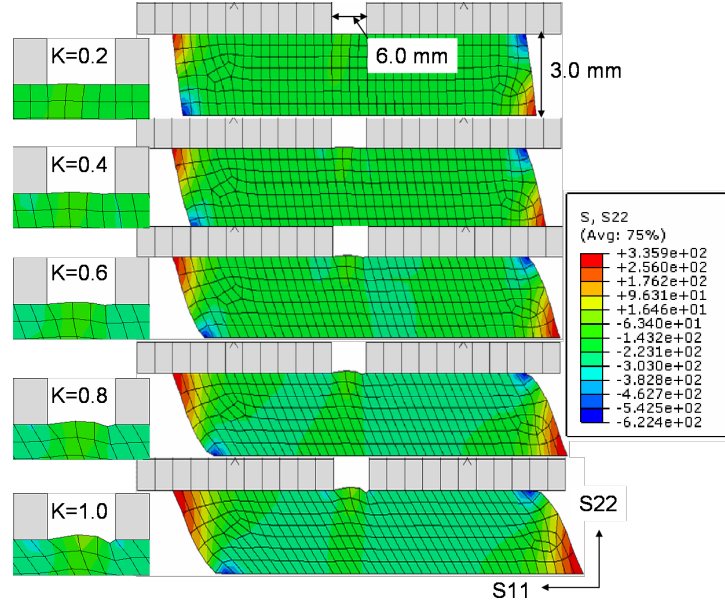 K=0.2
6.0 mm
3.0 mm
K=0.4
K=0.6
S, S22
(Avg: 75%)
+3.359e+02
+2.560e+02
+1.762e+02
+9.631e+01
+1.646e+01
-6.340e+01
-1.432e+02
-2.231e+02
-3.030e+02
-3.828e+02
-4.627e+02
-5.425e+02
-6.224e+02
K=0.8
K=1.0
S22
S11